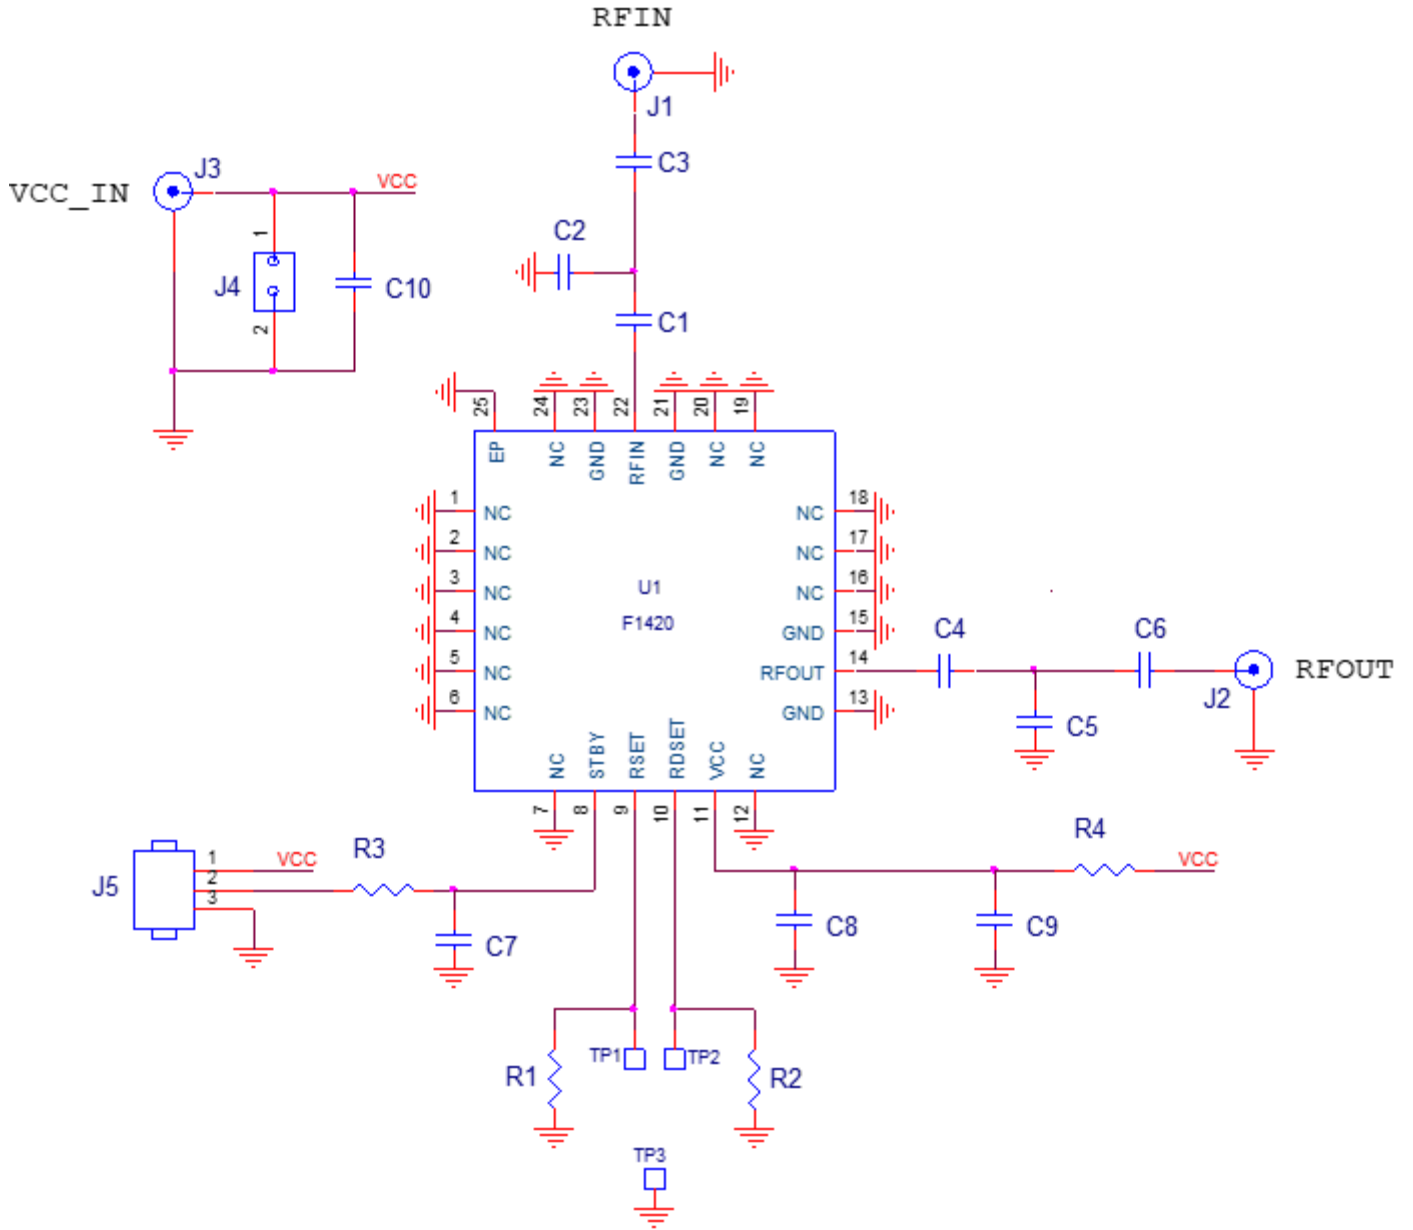 RFIN
J1
C3
J3
VCC
VCC_IN
1
J4
2
C10
C2
C1
25 24 23 22 21 20 19
EP NC GND RFIN GND NC NC
1 NC
2 NC
3 NC
4 NC
5 NC
6 NC
U1
F1420
NC 18
NC 17
NC 16
GND 15
RFOUT 14
GND 13
C4
C6
RFOUT
J2
C5
NC STBY RSET RDSET VCC NC
7 8 9 10 11 12
J5
1
2
3
VCC
R3
C7
R4
VCC
C8
C9
R1
TP1
TP2
R2
TP3